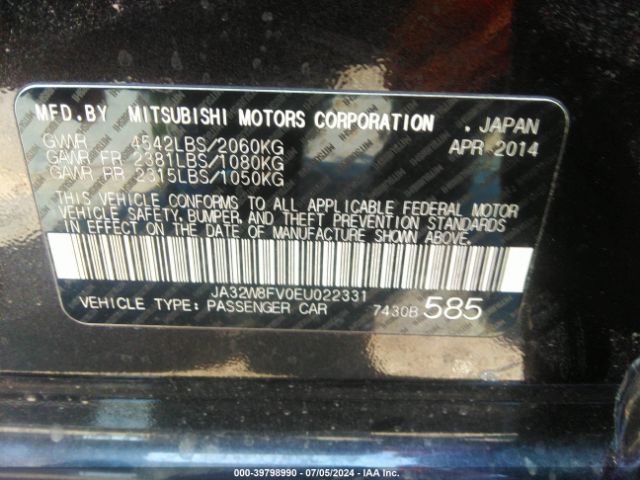 MFD.BY MITSUBISHI MOTORS CORPORATION . JAPAN
GVWR 4542LBS/2060KG APR 2014
GAWR FR 2381LBS/1080KG
GAWR RR 2315LBS/1050KG
THIS VEHICLE CONFORMS TO ALL APPLICABLE FEDERAL MOTOR
VEHICLE SAFETY, BUMPER, AND THEFT PREVENTION STANDARDS
IN EFFECT ON THE DATE OF MANUFACTURE SHOWN ABOVE.
JA32W8FV0EU022331
VEHICLE TYPE: PASSENGER CAR 7430B 585
000-39798990 - 07/05/2024 - IAA Inc.